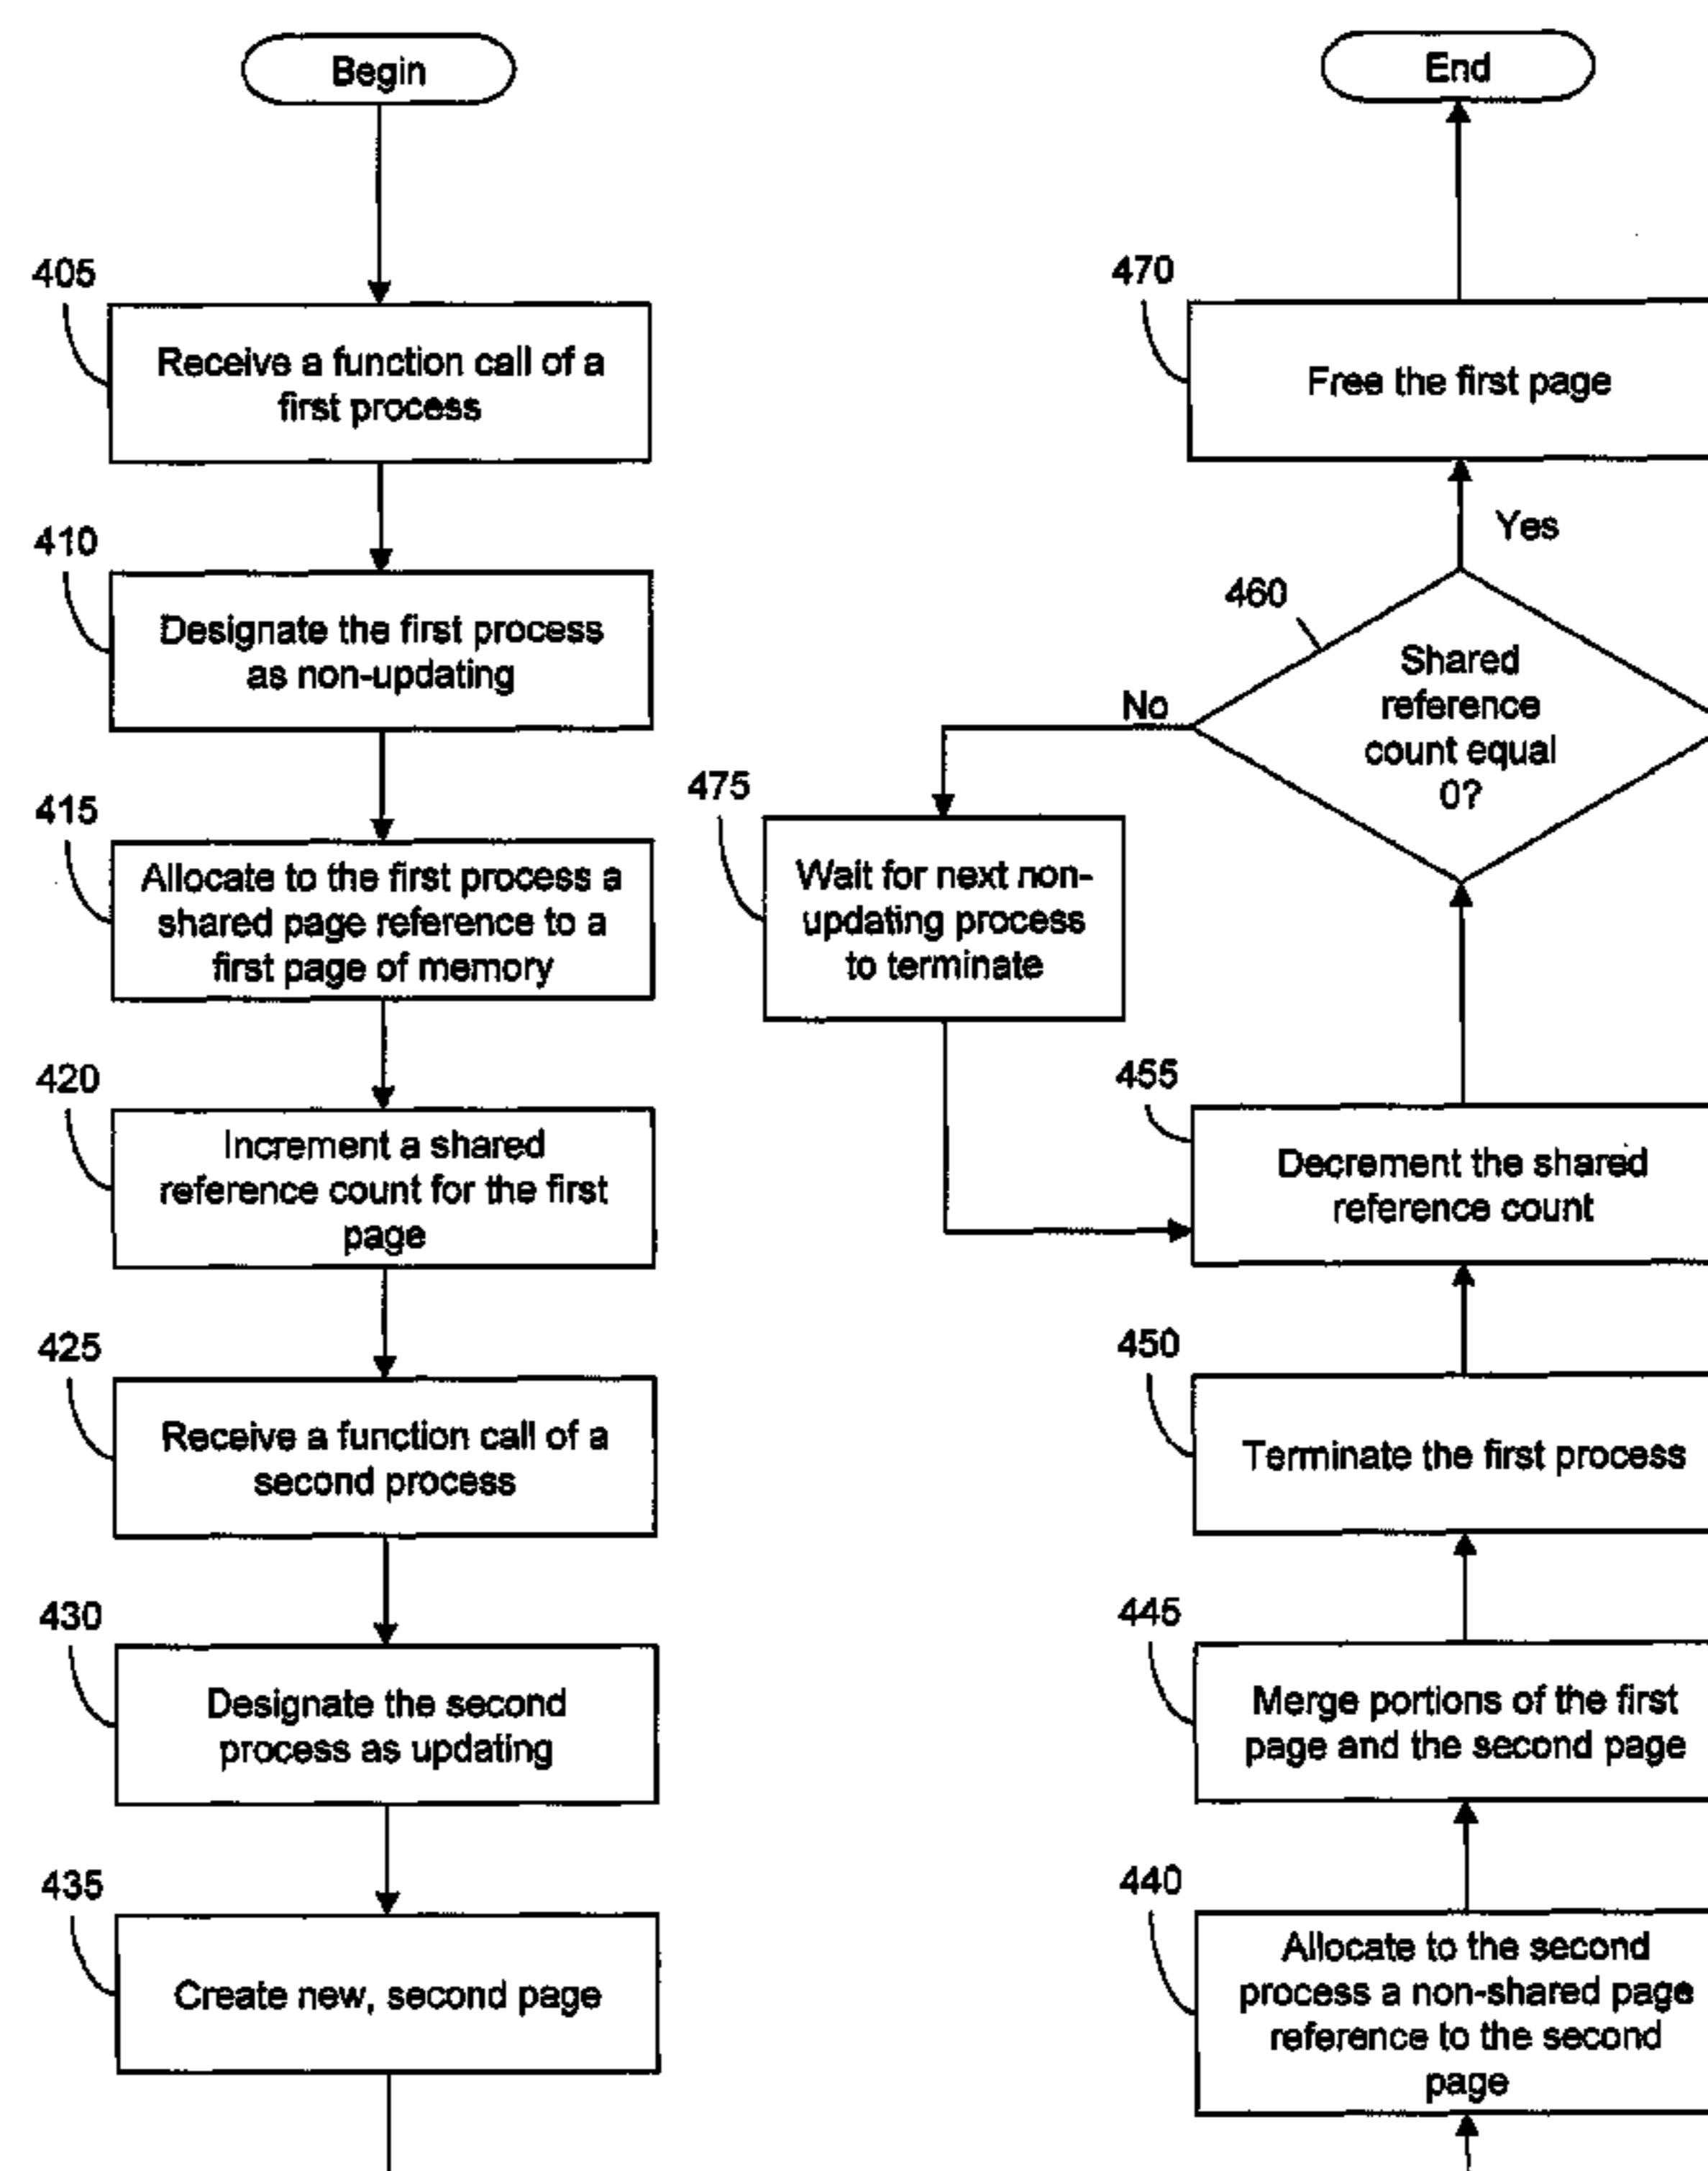 Begin
405
Receive a function call of a
first process
410
Designate the first process
as non-updating
415
Allocate to the first process a
shared page reference to a
first page of memory
420
Increment a shared
reference count for the first
page
425
Receive a function call of a
second process
430
Designate the second
process as updating
435
Create new, second page
End
470
Free the first page
Yes
460
Shared
reference
count equal
0?
No
475
Wait for next non-
updating process
to terminate
455
Decrement the shared
reference count
450
Terminate the first process
445
Merge portions of the first
page and the second page
440
Allocate to the second
process a non-shared page
reference to the second
page